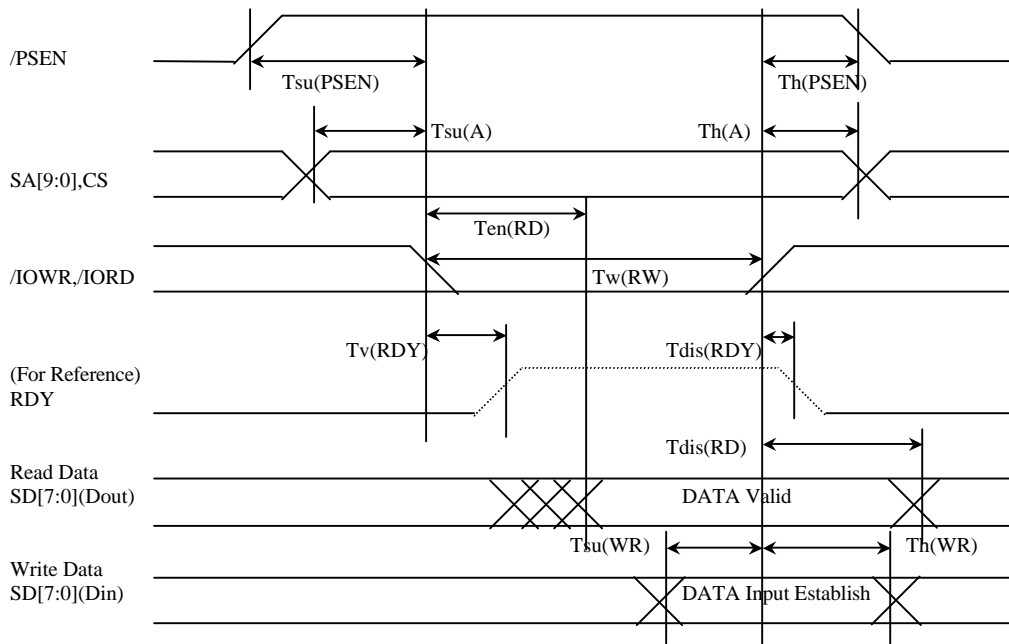 /PSEN
Tsu(PSEN)
Th(PSEN)
Tsu(A)
Th(A)
SA[9:0],CS
Ten(RD)
/IOWR,/IORD
Tw(RW)
Tv(RDY)
Tdis(RDY)
(For Reference)
RDY
Tdis(RD)
Read Data
SD[7:0](Dout)
DATA Valid
Tsu(WR)
Th(WR)
Write Data
SD[7:0](Din)
DATA Input Establish